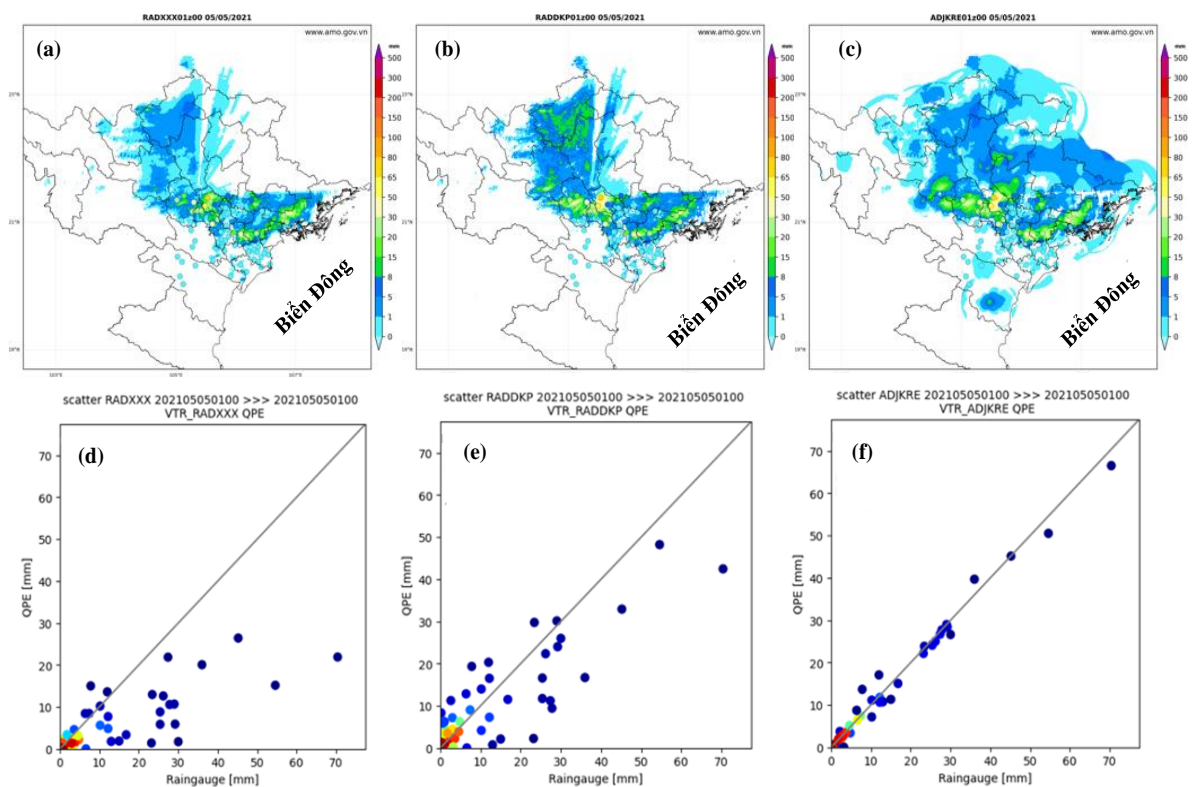 RADXXX01z00 05/05/2021
(a)
www.amo.gov.vn
mm
500
300
200
150
100
80
65
50
30
15
8
5
1
0
21°N
Biển Đông
RADDKP01z00 05/05/2021
(b)
www.amo.gov.vn
mm
500
300
200
150
100
80
65
50
30
15
8
5
1
0
21°N
Biển Đông
ADJKRE01z00 05/05/2021
(c)
www.amo.gov.vn
mm
500
300
200
150
100
80
65
50
30
15
8
5
1
0
21°N
Biển Đông
scatter RADXXX 202105050100 >>> 202105050100
VTR_RADXXX QPE
(d)
QPE [mm]
70
60
50
40
30
20
10
0
0 10 20 30 40 50 60 70
Raingauge [mm]
scatter RADDKP 202105050100 >>> 202105050100
VTR_RADDKP QPE
(e)
QPE [mm]
70
60
50
40
30
20
10
0
0 10 20 30 40 50 60 70
Raingauge [mm]
scatter ADJKRE 202105050100 >>> 202105050100
VTR_ADJKRE QPE
(f)
QPE [mm]
70
60
50
40
30
20
10
0
0 10 20 30 40 50 60 70
Raingauge [mm]